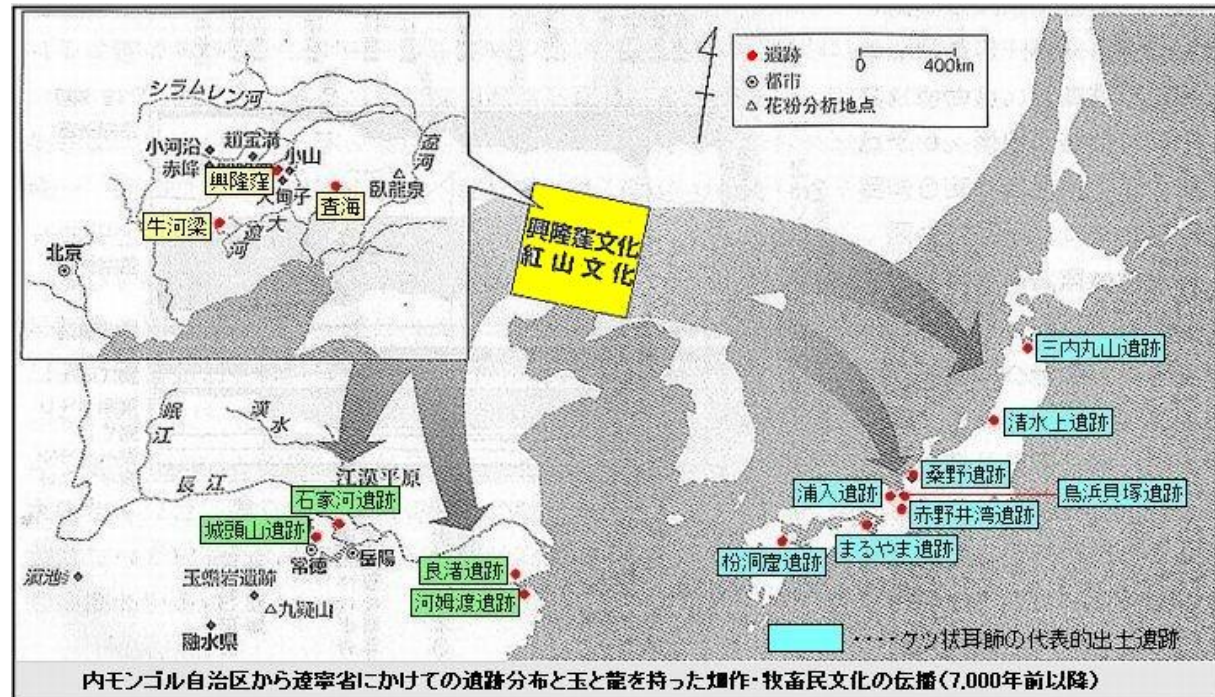 遺跡
都市
花粉分析地点
0 400km
シラムレン河
遼河
小河沿
趙宝溝
赤峰
小山
興隆窪
大甸子
査海
臥龍泉
牛河梁
大
遼
河
北京
興隆窪文化
紅山文化
三内丸山遺跡
清水上遺跡
桑野遺跡
浦入遺跡
鳥浜貝塚遺跡
赤野井湾遺跡
まるやま遺跡
枌洞窟遺跡
岷江
漢水
長江
江漢平原
石家河遺跡
城頭山遺跡
常徳
岳陽
良渚遺跡
河姆渡遺跡
玉蟾岩遺跡
九疑山
融水県
・・・・ケツ状耳飾の代表的出土遺跡
内モンゴル自治区から遼寧省にかけての遺跡分布と玉と龍を持った畑作・牧畜民文化の伝播(7,000年前以降)